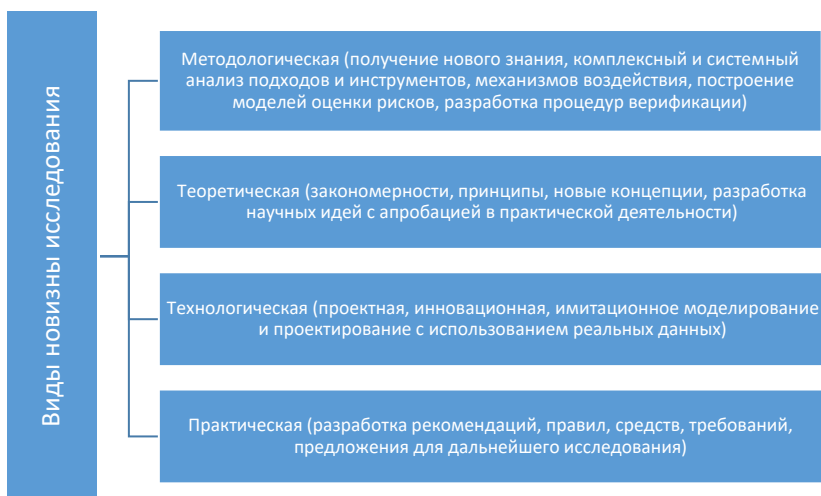 Виды новизны исследования
Методологическая (получение нового знания, комплексный и системный
анализ подходов и инструментов, механизмов воздействия, построение
моделей оценки рисков, разработка процедур верификации)
Теоретическая (закономерности, принципы, новые концепции, разработка
научных идей с апробацией в практической деятельности)
Технологическая (проектная, инновационная, имитационное моделирование
и проектирование с использованием реальных данных)
Практическая (разработка рекомендаций, правил, средств, требований,
предложения для дальнейшего исследования)